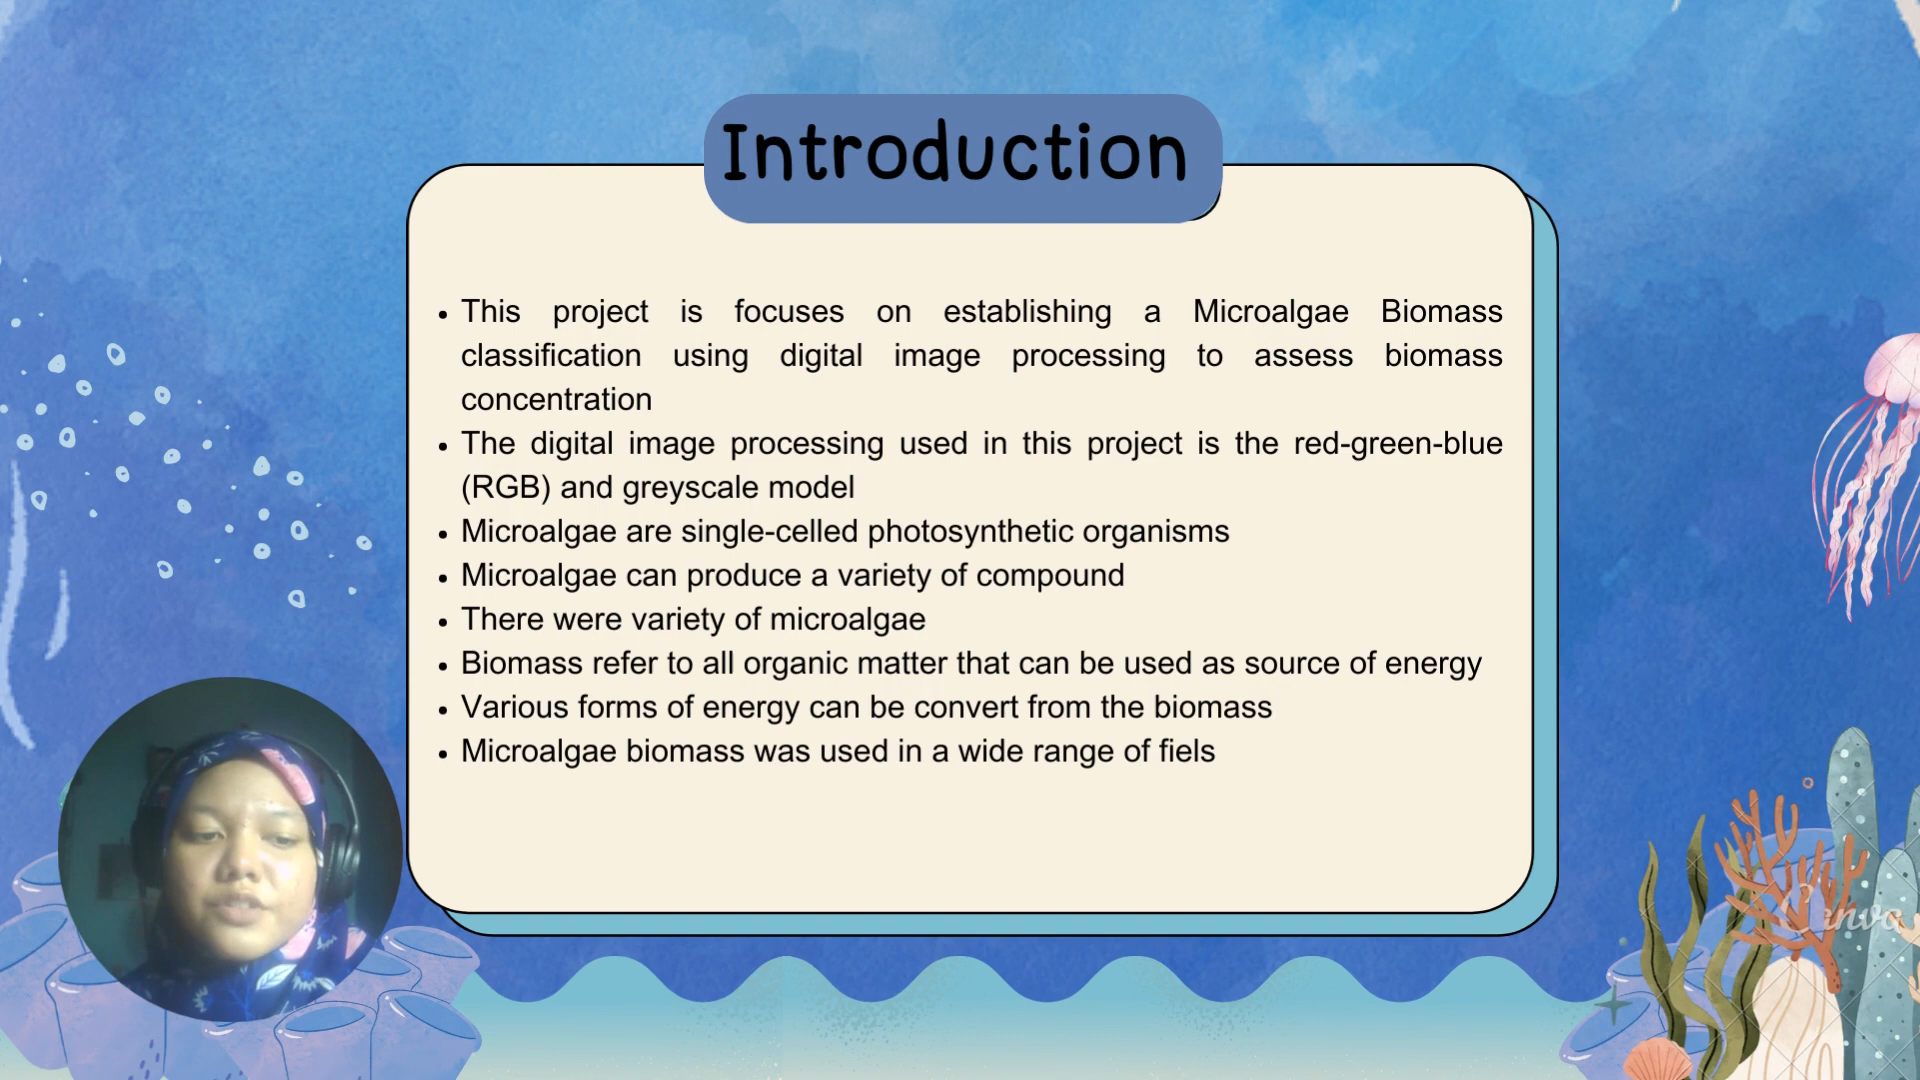 Introduction
• This project is focuses on establishing a Microalgae Biomass
classification using digital image processing to assess biomass
concentration
• The digital image processing used in this project is the red-green-blue
(RGB) and greyscale model
• Microalgae are single-celled photosynthetic organisms
• Microalgae can produce a variety of compound
• There were variety of microalgae
• Biomass refer to all organic matter that can be used as source of energy
• Various forms of energy can be convert from the biomass
• Microalgae biomass was used in a wide range of fiels
Canva